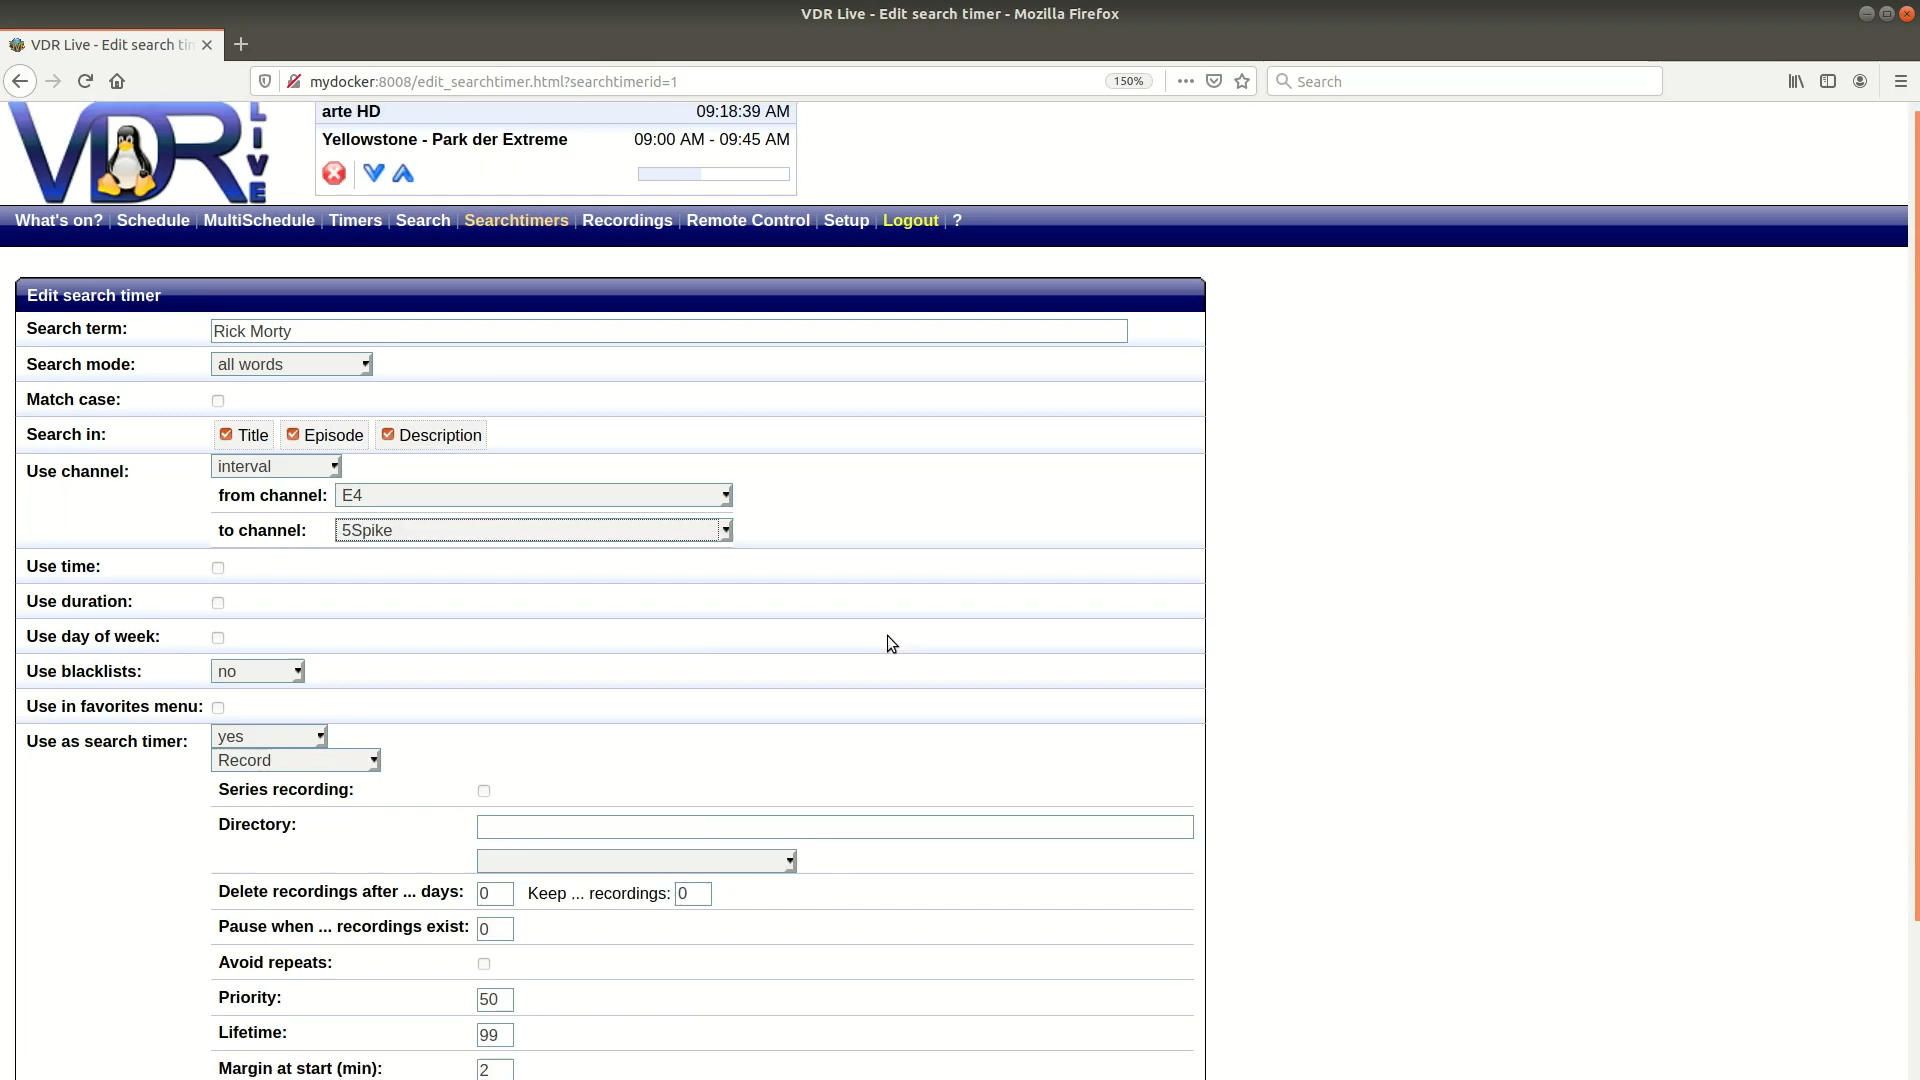 VDR Live - Edit search timer - Mozilla Firefox
VDR Live - Edit search tim
mydocker:8008/edit_searchtimer.html?searchtimerid=1
150%
Search
VDR LIVE
arte HD 09:18:39 AM
Yellowstone - Park der Extreme 09:00 AM - 09:45 AM
What's on? | Schedule | MultiSchedule | Timers | Search | Searchtimers | Recordings | Remote Control | Setup | Logout | ?
Edit search timer
Search term: Rick Morty
Search mode: all words
Match case:
Search in: Title Episode Description
Use channel: interval
from channel: E4
to channel: 5Spike
Use time:
Use duration:
Use day of week:
Use blacklists: no
Use in favorites menu:
Use as search timer: yes
Record
Series recording:
Directory:
Delete recordings after ... days: 0 Keep ... recordings: 0
Pause when ... recordings exist: 0
Avoid repeats:
Priority: 50
Lifetime: 99
Margin at start (min): 2